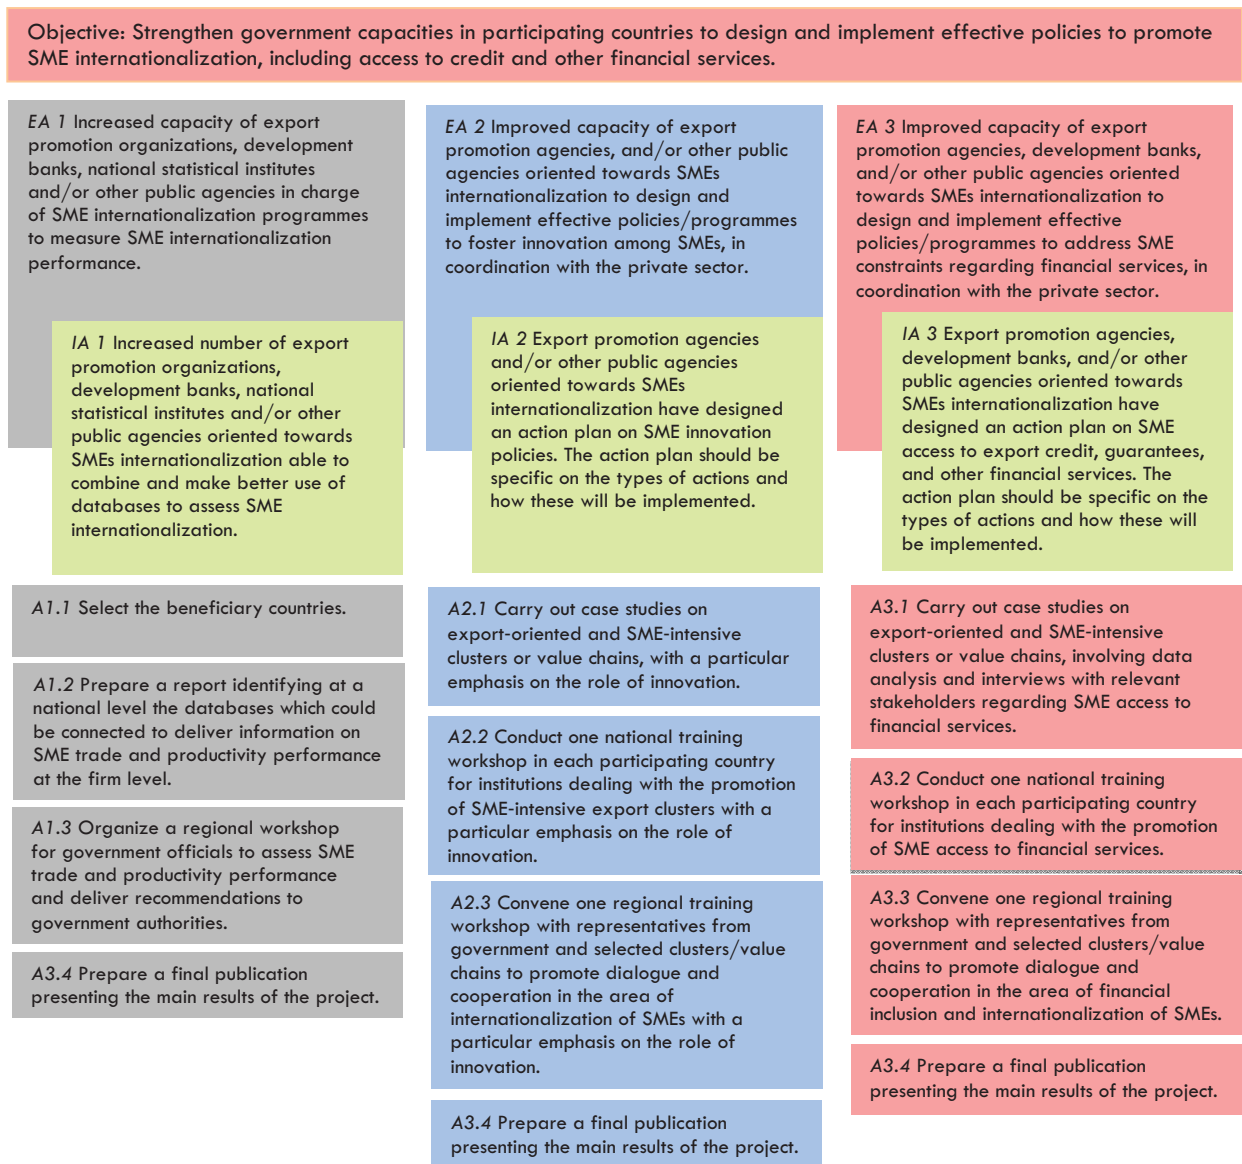 Objective: Strengthen government capacities in participating countries to design and implement effective policies to promote
SME internationalization, including access to credit and other financial services.
EA 1 Increased capacity of export
promotion organizations, development
banks, national statistical institutes
and/or other public agencies in charge
of SME internationalization programmes
to measure SME internationalization
performance.
IA 1 Increased number of export
promotion organizations,
development banks, national
statistical institutes and/or other
public agencies oriented towards
SMEs internationalization able to
combine and make better use of
databases to assess SME
internationalization.
A1.1 Select the beneficiary countries.
A1.2 Prepare a report identifying at a
national level the databases which could
be connected to deliver information on
SME trade and productivity performance
at the firm level.
A1.3 Organize a regional workshop
for government officials to assess SME
trade and productivity performance
and deliver recommendations to
government authorities.
A3.4 Prepare a final publication
presenting the main results of the project.
EA 2 Improved capacity of export
promotion agencies, and/or other public
agencies oriented towards SMEs
internationalization to design and
implement effective policies/programmes
to foster innovation among SMEs, in
coordination with the private sector.
IA 2 Export promotion agencies
and/or other public agencies
oriented towards SMEs
internationalization have designed
an action plan on SME innovation
policies. The action plan should be
specific on the types of actions and
how these will be implemented.
A2.1 Carry out case studies on
export-oriented and SME-intensive
clusters or value chains, with a particular
emphasis on the role of innovation.
A2.2 Conduct one national training
workshop in each participating country
for institutions dealing with the promotion
of SME-intensive export clusters with a
particular emphasis on the role of
innovation.
A2.3 Convene one regional training
workshop with representatives from
government and selected clusters/value
chains to promote dialogue and
cooperation in the area of
internationalization of SMEs with a
particular emphasis on the role of
innovation.
A3.4 Prepare a final publication
presenting the main results of the project.
EA 3 Improved capacity of export
promotion agencies, development banks,
and/or other public agencies oriented
towards SMEs internationalization to
design and implement effective
policies/programmes to address SME
constraints regarding financial services, in
coordination with the private sector.
IA 3 Export promotion agencies,
development banks, and/or other
public agencies oriented towards
SMEs internationalization have
designed an action plan on SME
access to export credit, guarantees,
and other financial services. The
action plan should be specific on the
types of actions and how these will
be implemented.
A3.1 Carry out case studies on
export-oriented and SME-intensive
clusters or value chains, involving data
analysis and interviews with relevant
stakeholders regarding SME access to
financial services.
A3.2 Conduct one national training
workshop in each participating country
for institutions dealing with the promotion
of SME access to financial services.
A3.3 Convene one regional training
workshop with representatives from
government and selected clusters/value
chains to promote dialogue and
cooperation in the area of financial
inclusion and internationalization of SMEs.
A3.4 Prepare a final publication
presenting the main results of the project.